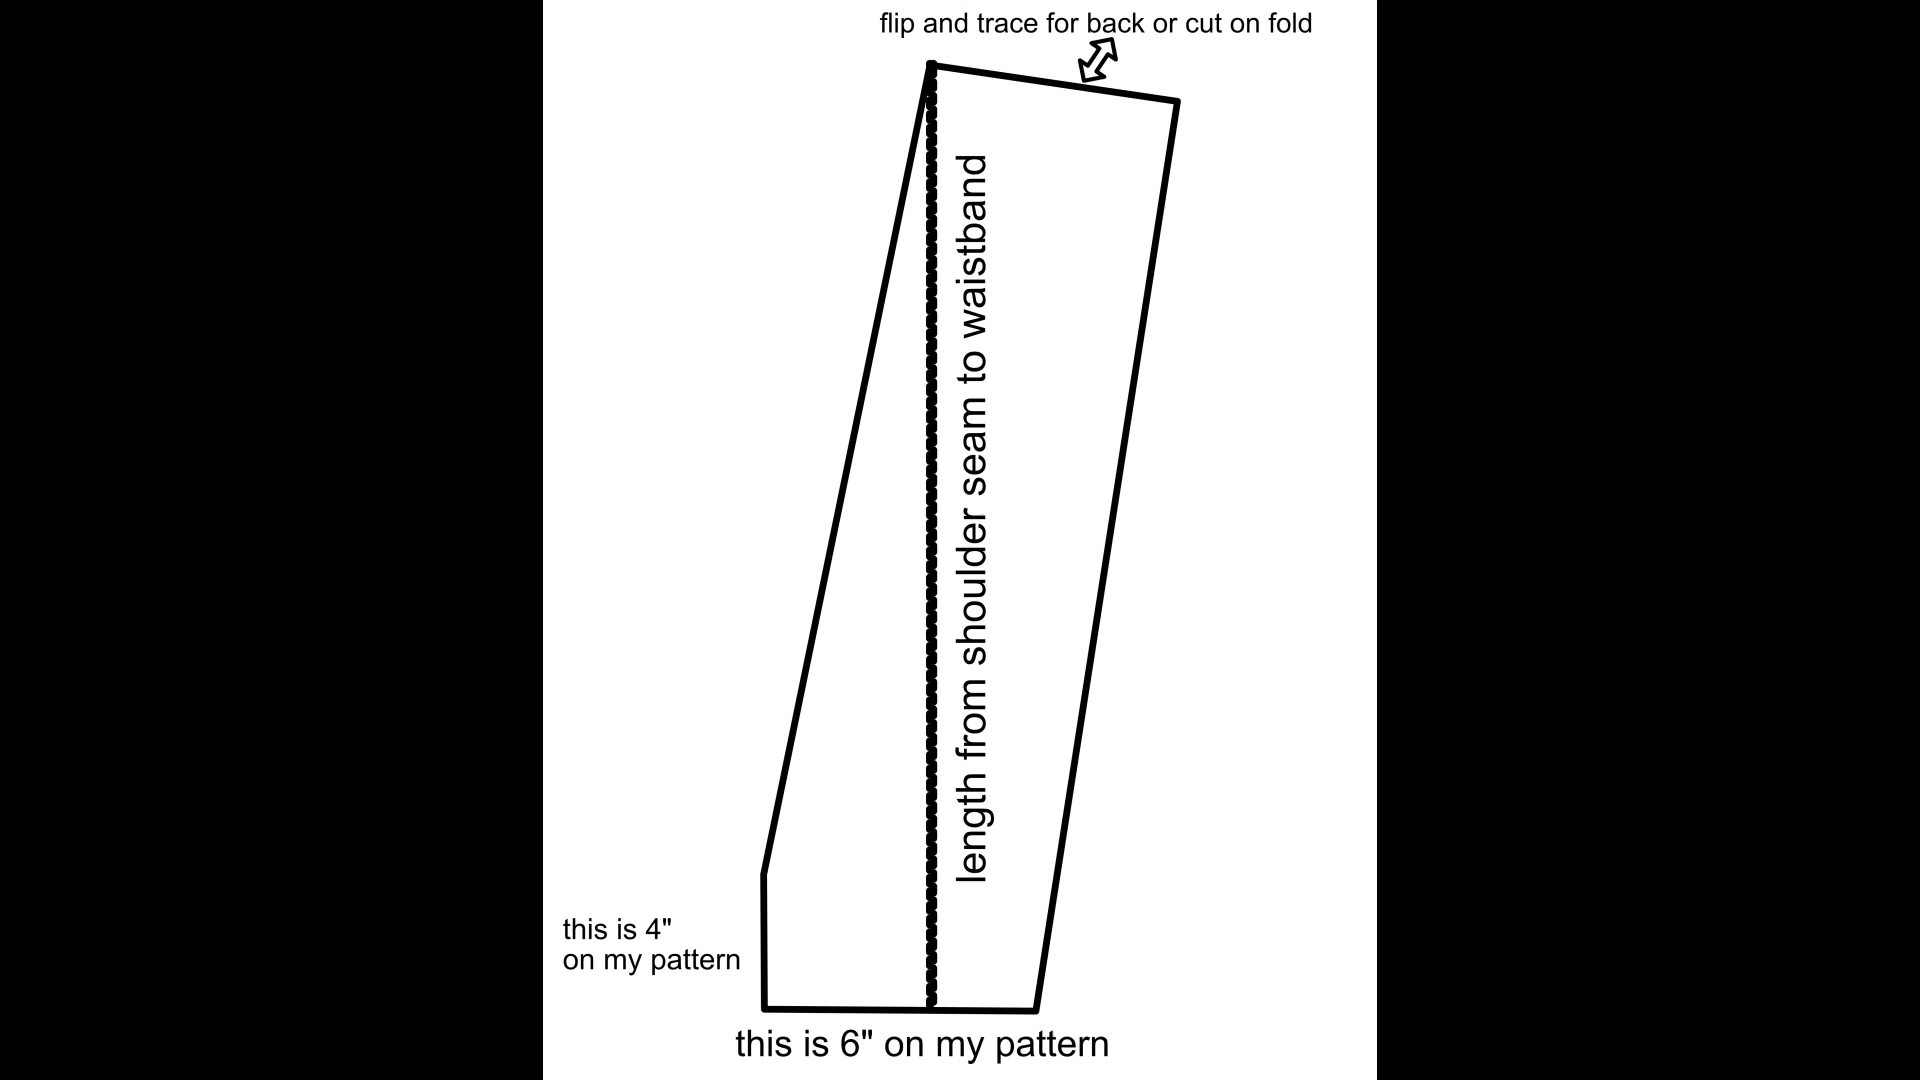 flip and trace for back or cut on fold
length from shoulder seam to waistband
this is 4"
on my pattern
this is 6" on my pattern